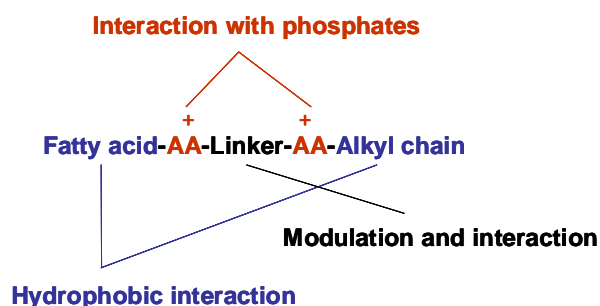 Interaction with phosphates
+ +
Fatty acid-AA-Linker-AA-Alkyl chain
Modulation and interaction
Hydrophobic interaction